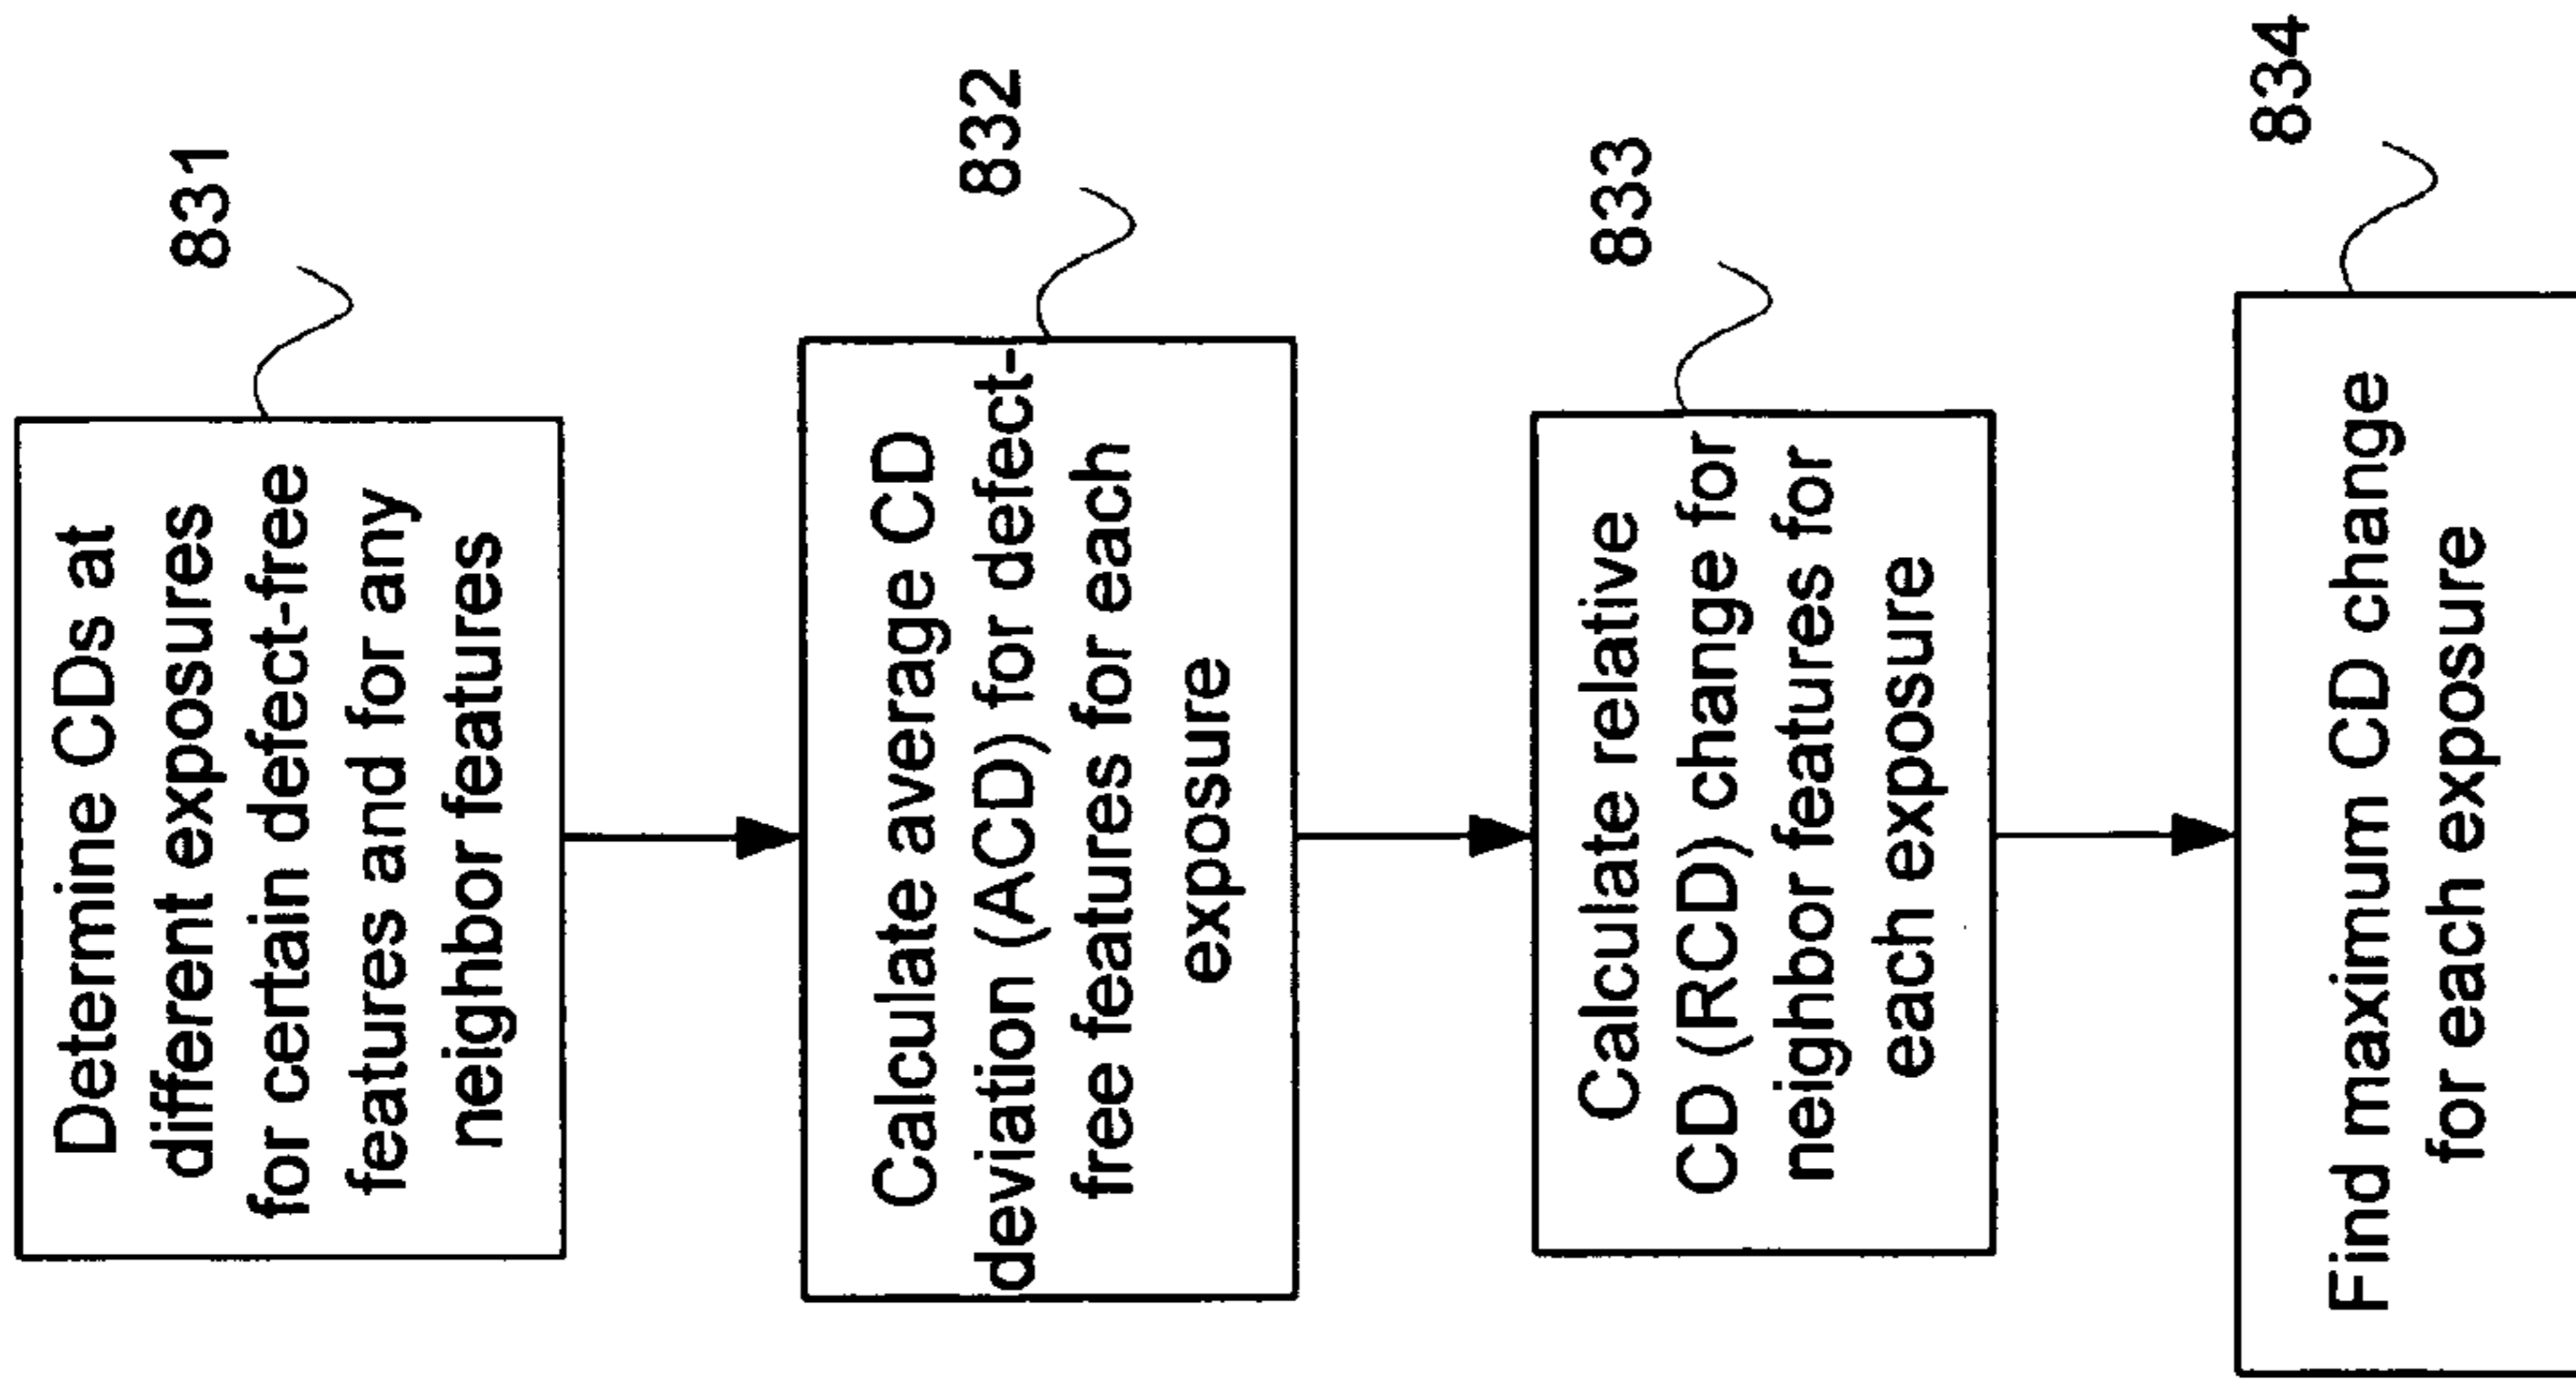 831
Determine CDs at
different exposures
for certain defect-free
features and for any
neighbor features
832
Calculate average CD
deviation (ACD) for defect-
free features for each
exposure
833
Calculate relative
CD (RCD) change for
neighbor features for
each exposure
834
Find maximum CD change
for each exposure